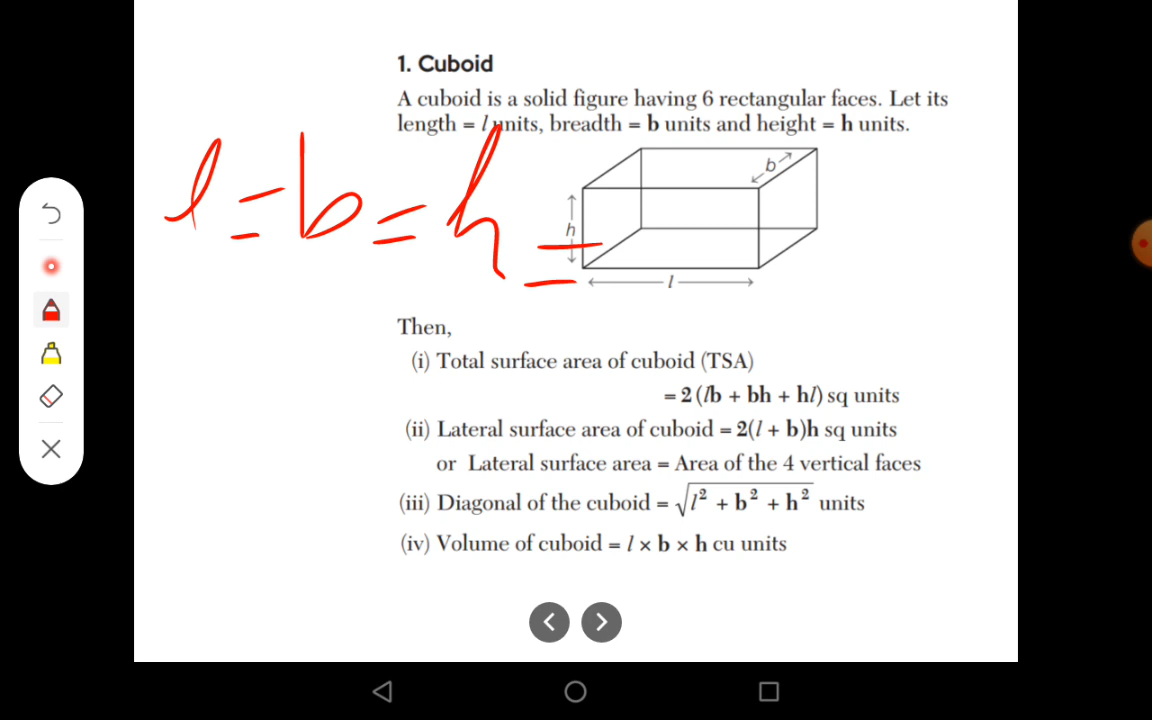 1. Cuboid
A cuboid is a solid figure having 6 rectangular faces. Let its
length = l units, breadth = b units and height = h units.
l = b = h =
b
h
l
Then,
(i) Total surface area of cuboid (TSA)
= 2 (lb + bh + hl) sq units
(ii) Lateral surface area of cuboid = 2(l + b)h sq units
or Lateral surface area = Area of the 4 vertical faces
(iii) Diagonal of the cuboid = √l² + b² + h² units
(iv) Volume of cuboid = l × b × h cu units